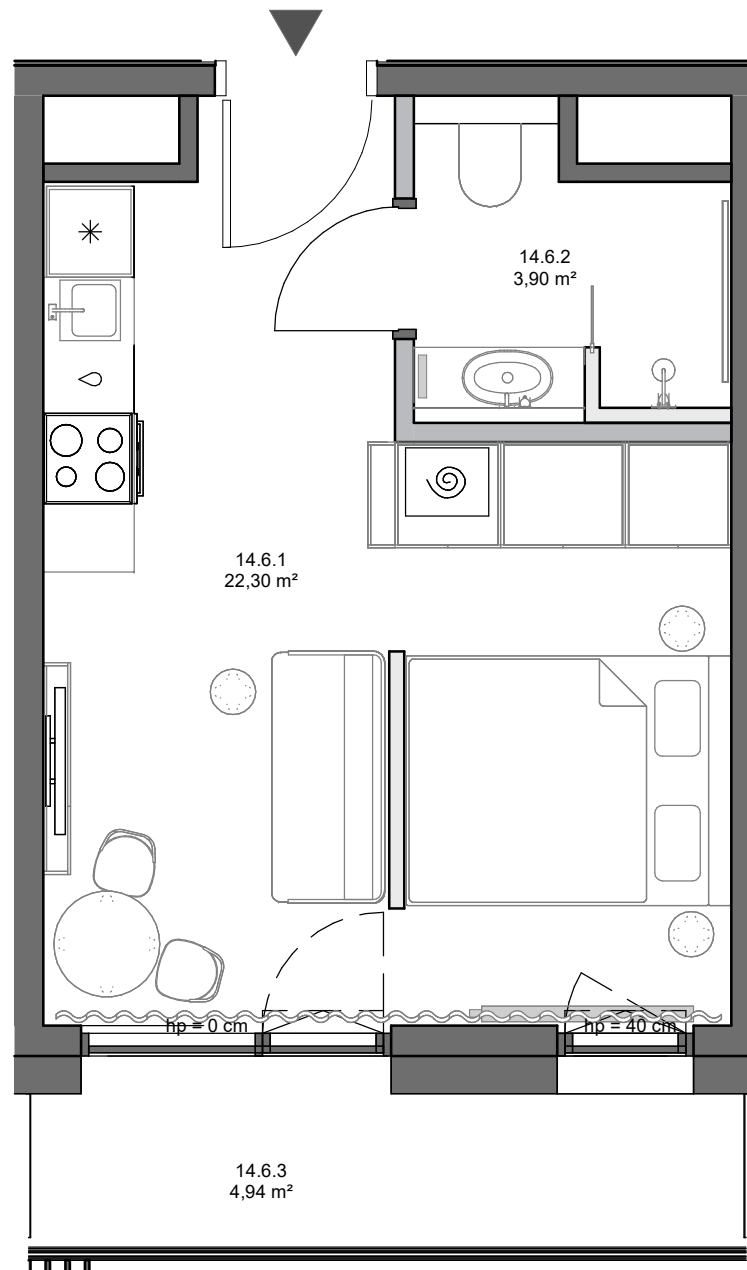 14.6.2
3,90 m²
14.6.1
22,30 m²
hp = 0 cm
hp = 40 cm
14.6.3
4,94 m²